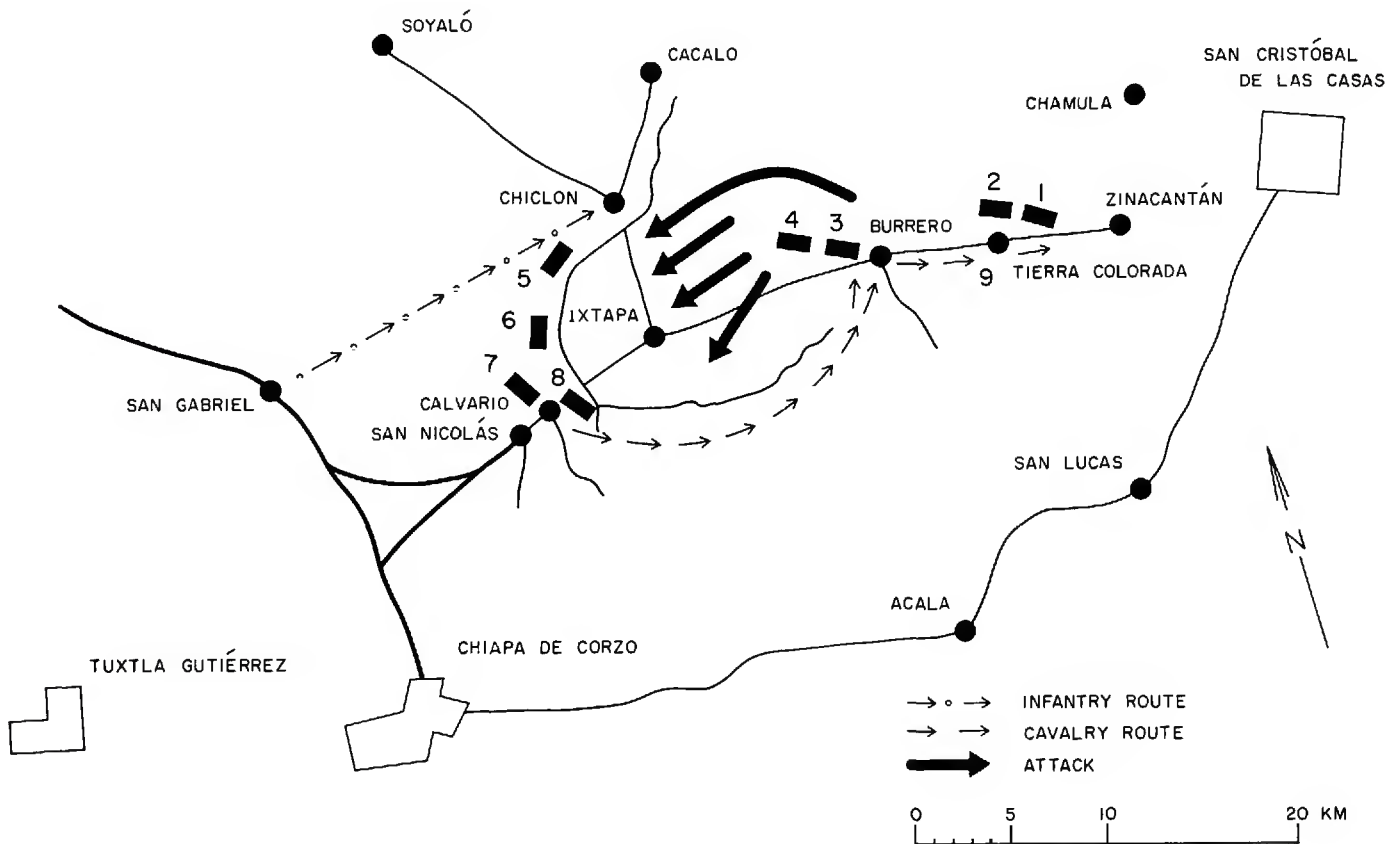 SOYALÓ
CACALO
SAN CRISTÓBAL
DE LAS CASAS
CHAMULA
CHICLON
2
1
ZINACANTÁN
4
3
BURRERO
5
9
TIERRA COLORADA
6
IXTAPA
7
8
SAN GABRIEL
CALVARIO
SAN NICOLÁS
SAN LUCAS
N
ACALA
CHIAPA DE CORZO
TUXTLA GUTIÉRREZ
INFANTRY ROUTE
CAVALRY ROUTE
ATTACK
0 5 10 20 KM